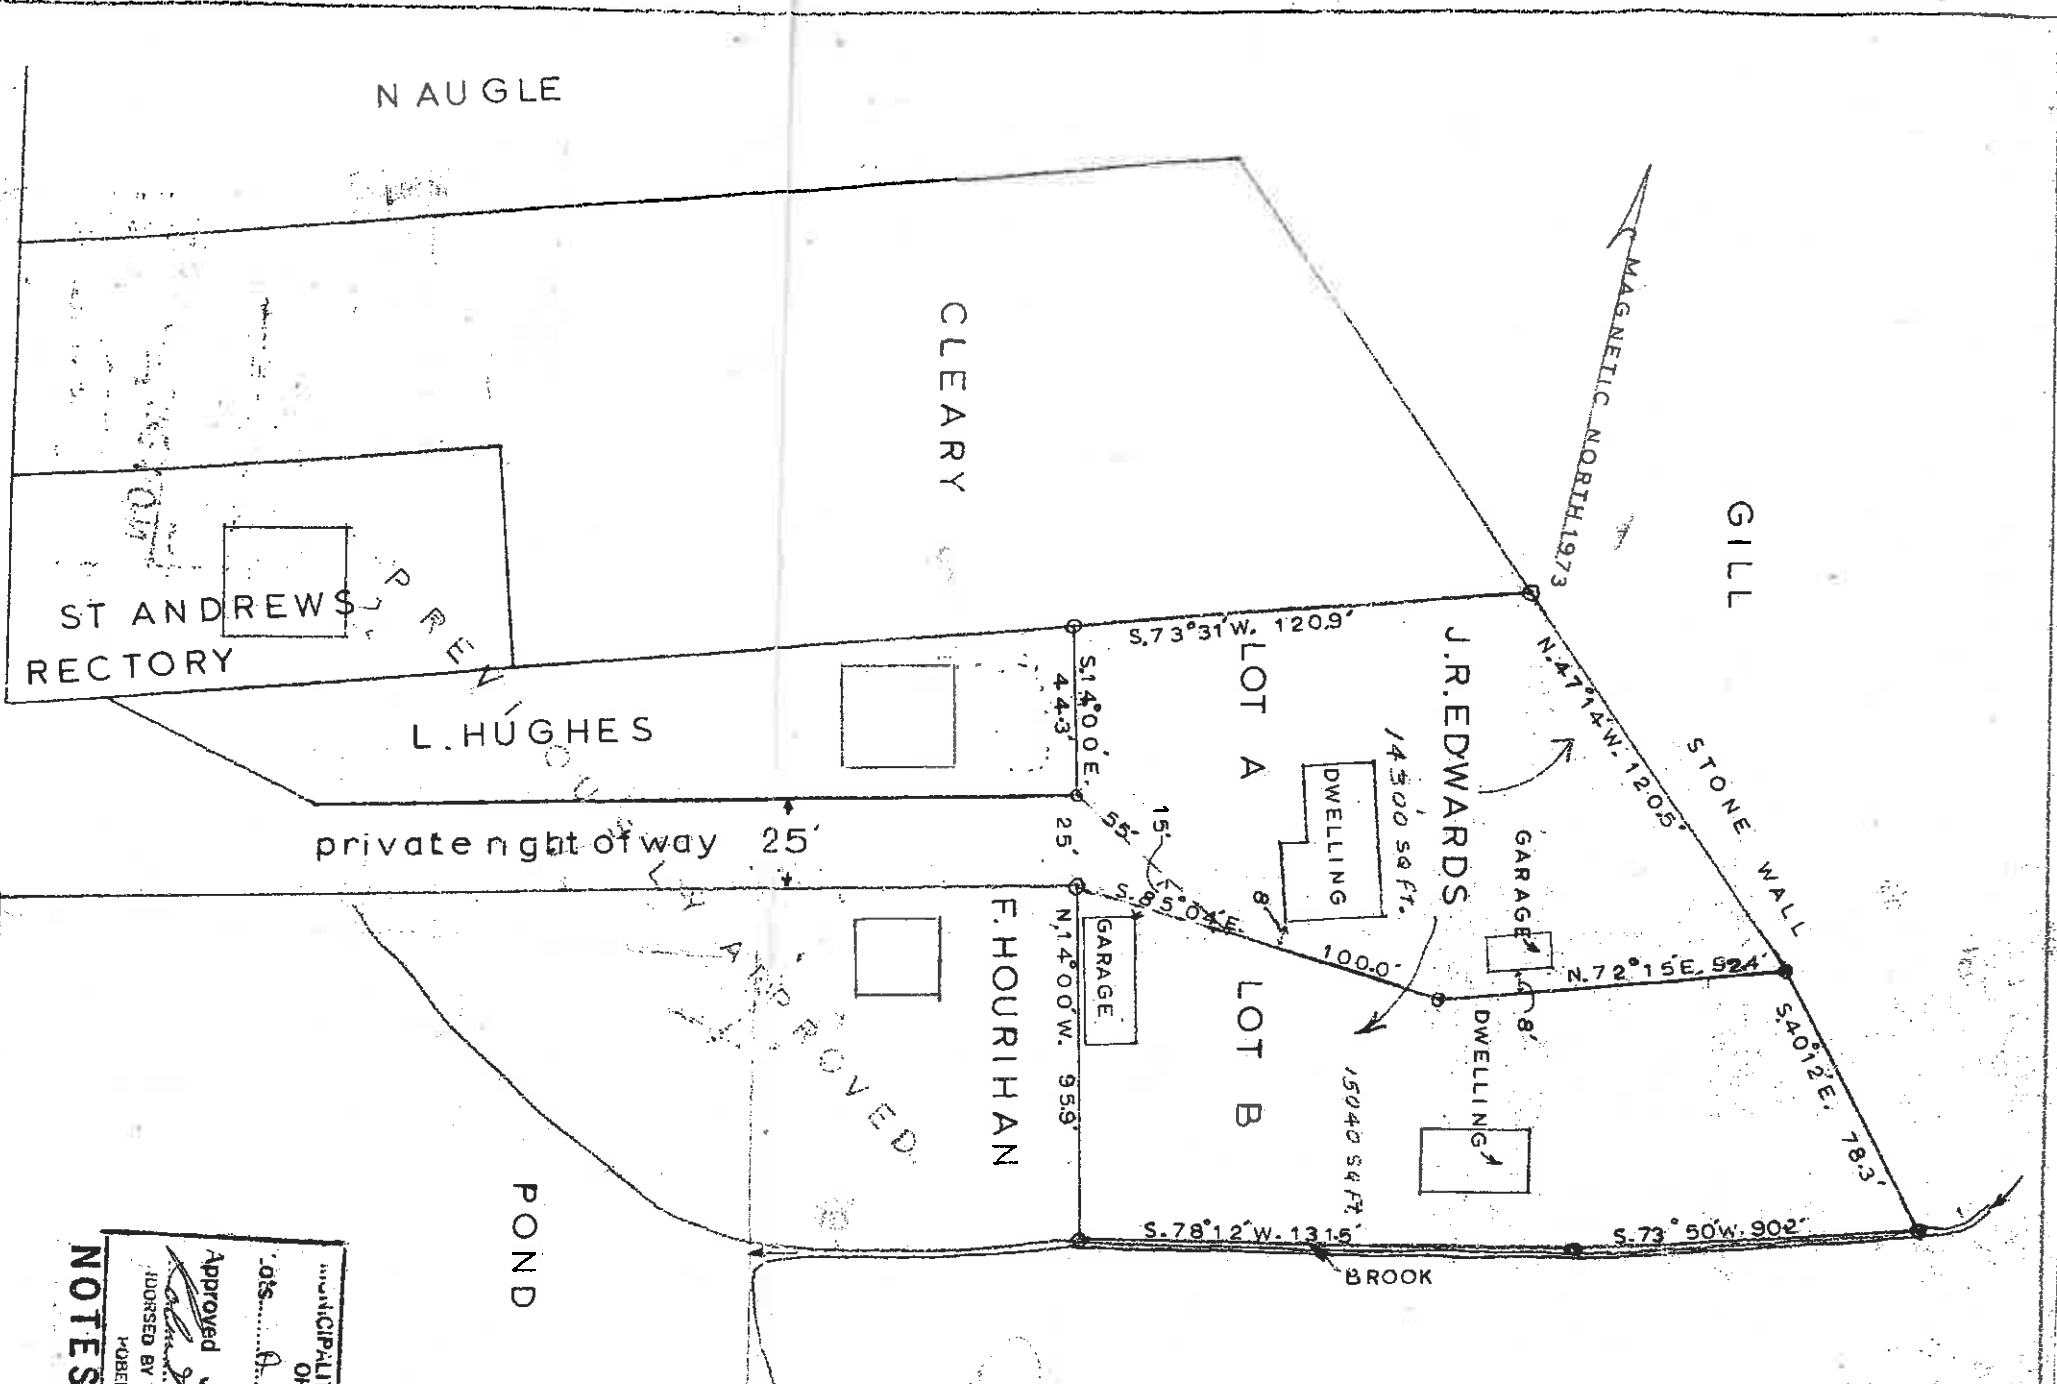 NAUGLE
CLEARY
GILL
MAGNETIC NORTH 1973
ST ANDREWS
RECTORY
L. HUGHES
private right of way 25'
PREVIOUSLY APPROVED
F. HOURIHAN
POND
S.73°31'W. 120.9'
S.14°00'E.
44.3'
25'
55'
15'
S.85°04'E.
100.0'
8'
LOT A
J.R.EDWARDS
14500 SQ FT.
DWELLING
GARAGE
N.47°14'W. 120.5'
STONE WALL
N.72°15'E. 92.4'
8'
S.40°12'E. 78.3'
GARAGE
N.14°00'W. 95.9'
LOT B
15040 SQ FT.
DWELLING
S.78°12'W. 131.5'
S.73°50'W. 90.2'
BROOK
Approved
NOTES